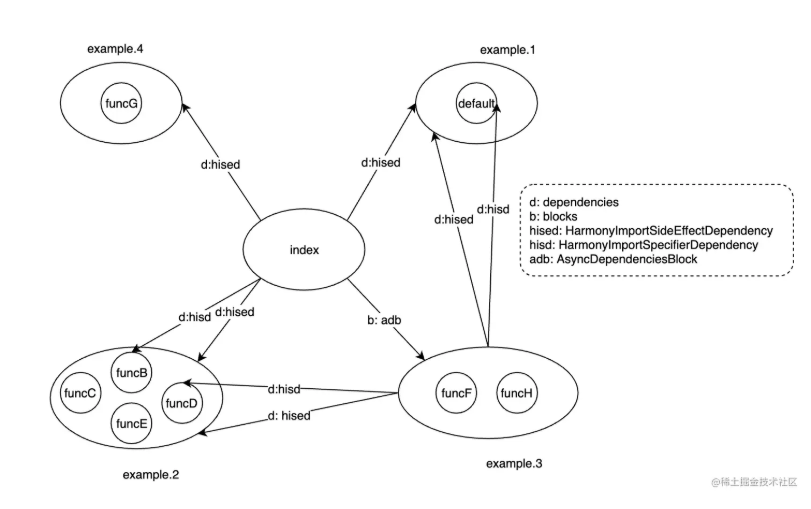 example.4
example.1
funcG
default
d:hised
d:hised
d:hised
d:hisd
d: dependencies
b: blocks
hised: HarmonyImportSideEffectDependency
hisd: HarmonyImportSpecifierDependency
adb: AsyncDependenciesBlock
index
d:hisd
d:hised
b: adb
funcB
funcC
funcD
funcE
d:hisd
d: hised
funcF
funcH
example.2
example.3
@稀土掘金技术社区